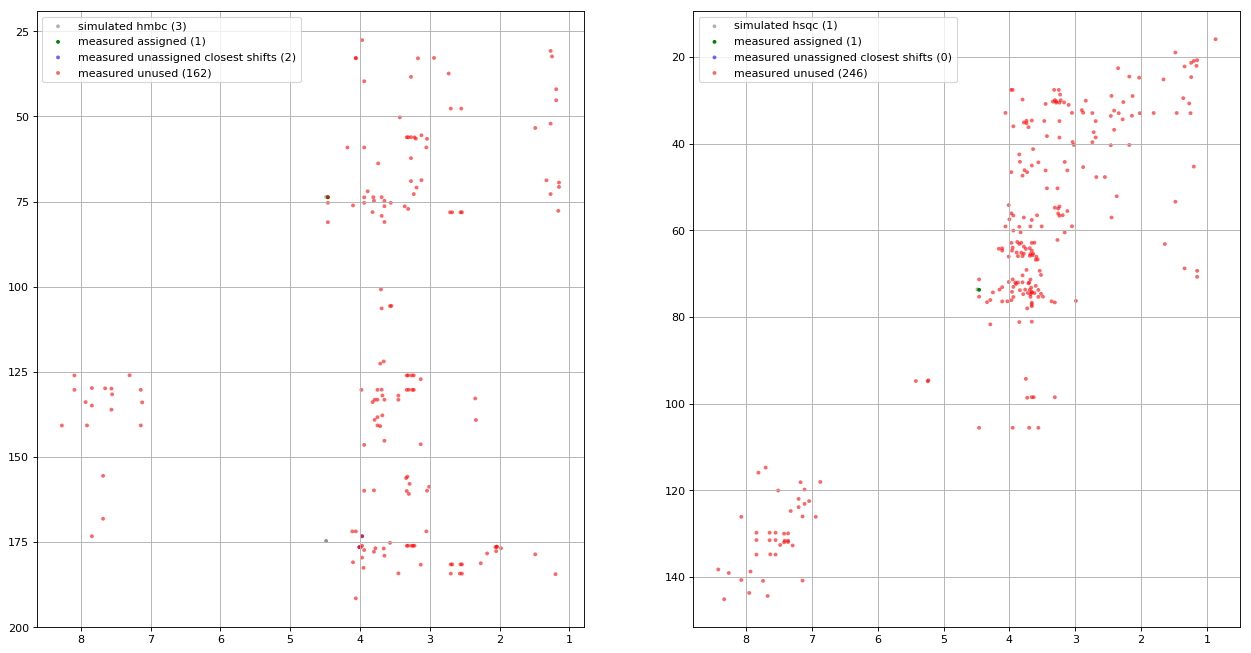 simulated hmbc (3)
measured assigned (1)
measured unassigned closest shifts (2)
measured unused (162)
25
50
75
100
125
150
175
200
8 7 6 5 4 3 2 1
simulated hsqc (1)
measured assigned (1)
measured unassigned closest shifts (0)
measured unused (246)
20
40
60
80
100
120
140
8 7 6 5 4 3 2 1